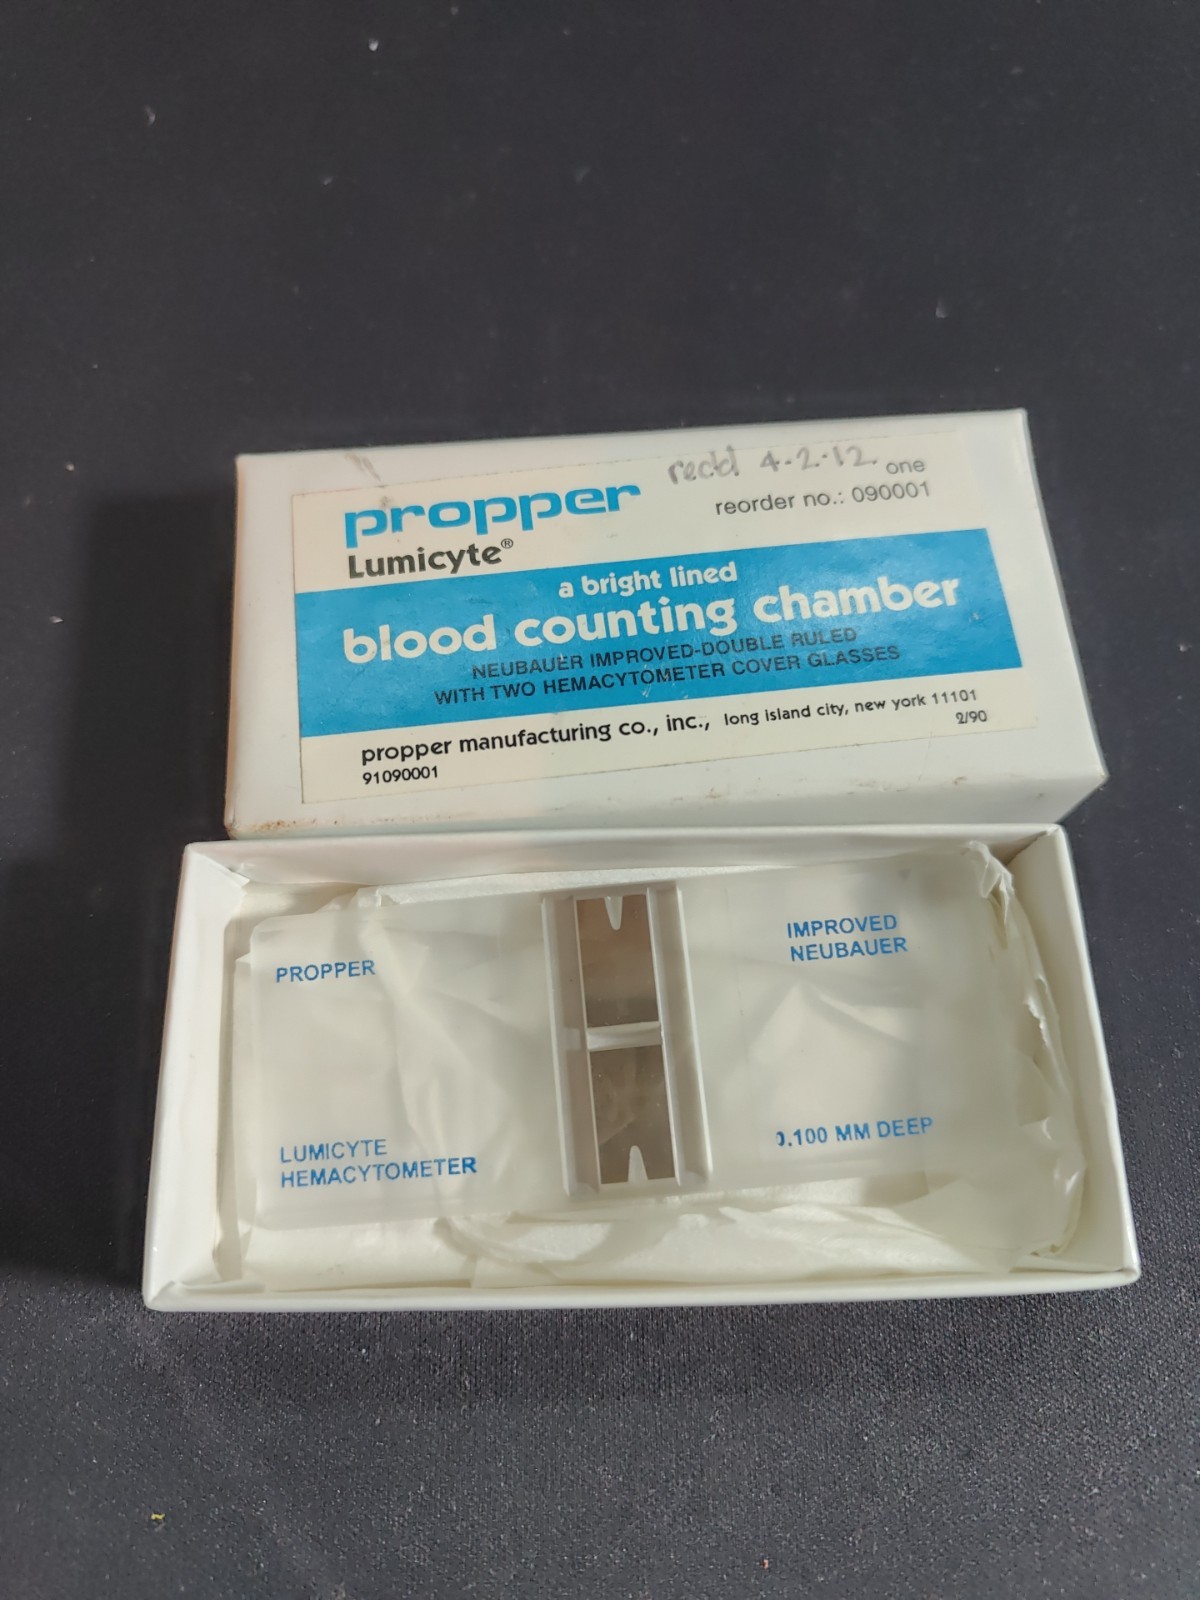 recd 4-2-12
one
propper
reorder no.: 090001
Lumicyte®
a bright lined
blood counting chamber
NEUBAUER IMPROVED-DOUBLE RULED
WITH TWO HEMACYTOMETER COVER GLASSES
propper manufacturing co., inc., long island city, new york 11101
2/90
91090001
PROPPER
IMPROVED
NEUBAUER
LUMICYTE
HEMACYTOMETER
0.100 MM DEEP